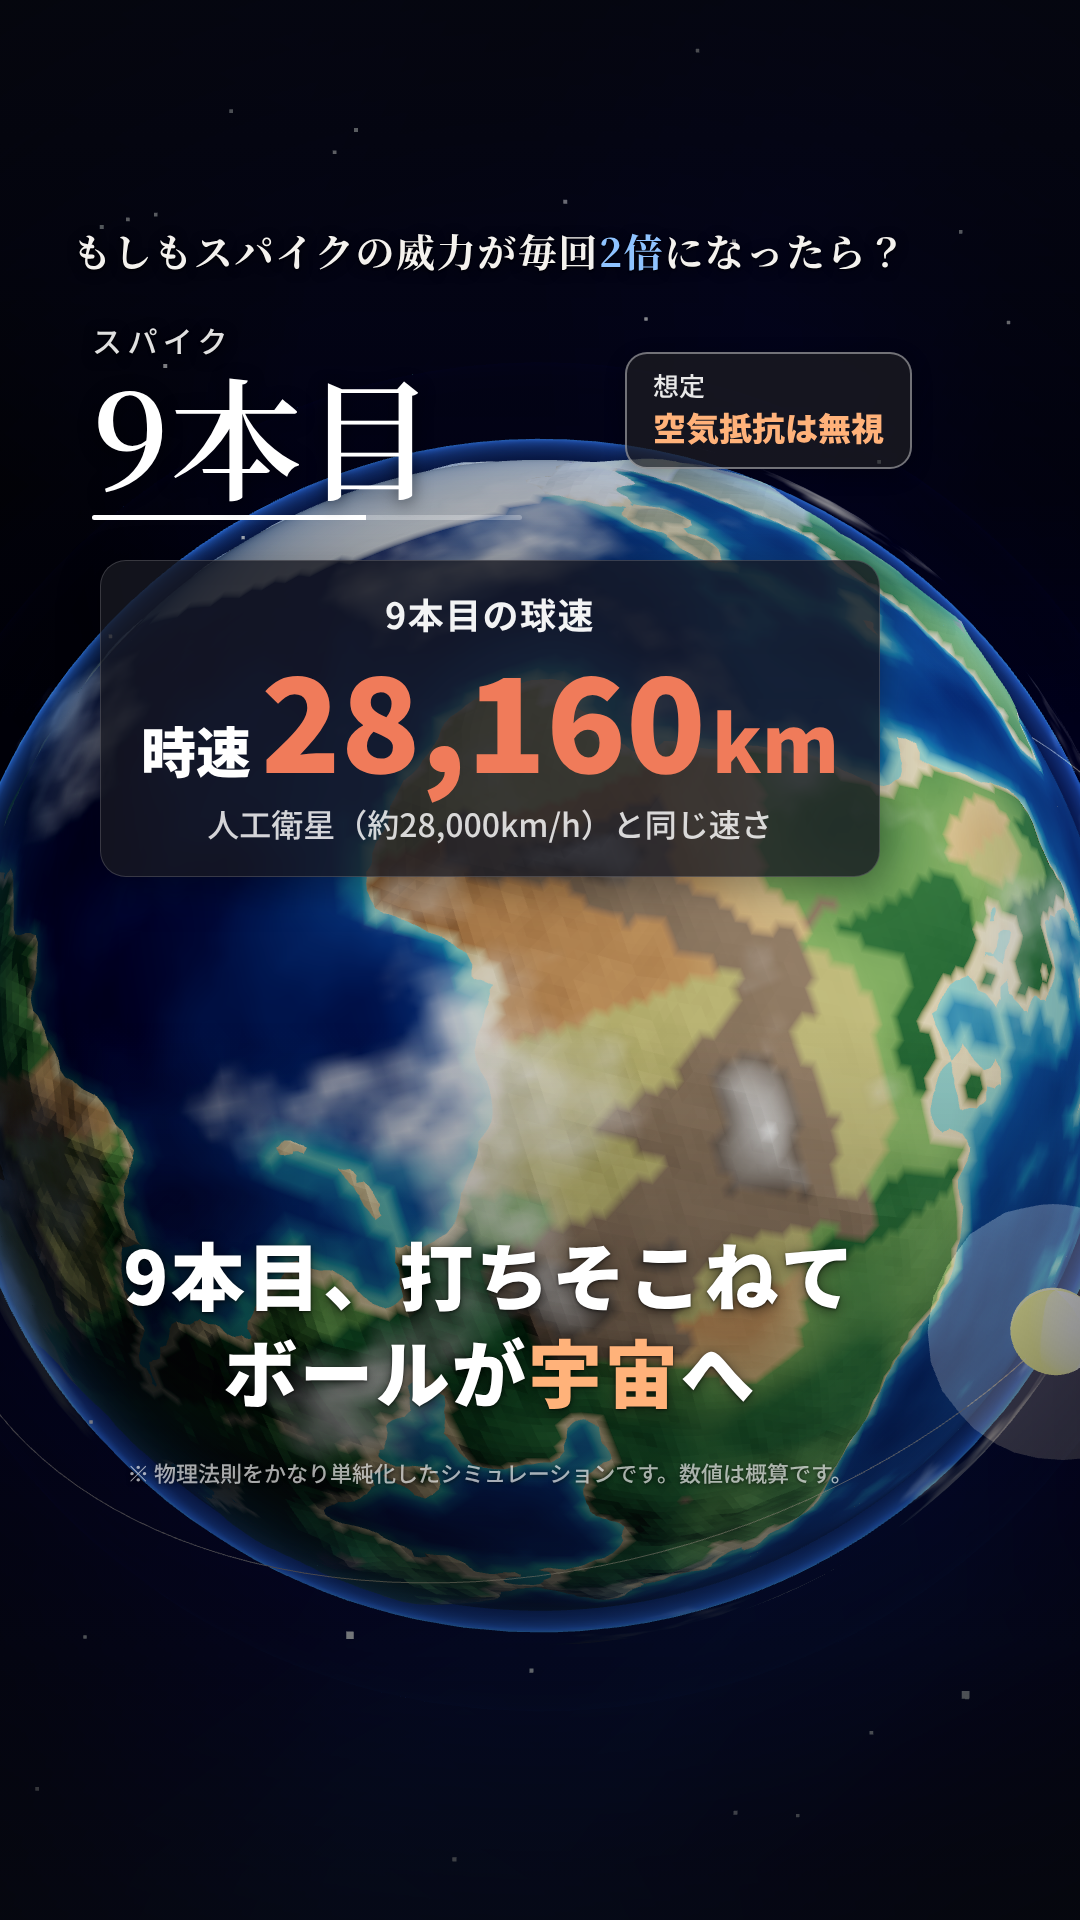 もしもスパイクの威力が毎回2倍になったら？
スパイク
9本目
想定
空気抵抗は無視
9本目の球速
時速28,160km
人工衛星（約28,000km/h）と同じ速さ
9本目、打ちそこねて
ボールが宇宙へ
※ 物理法則をかなり単純化したシミュレーションです。数値は概算です。